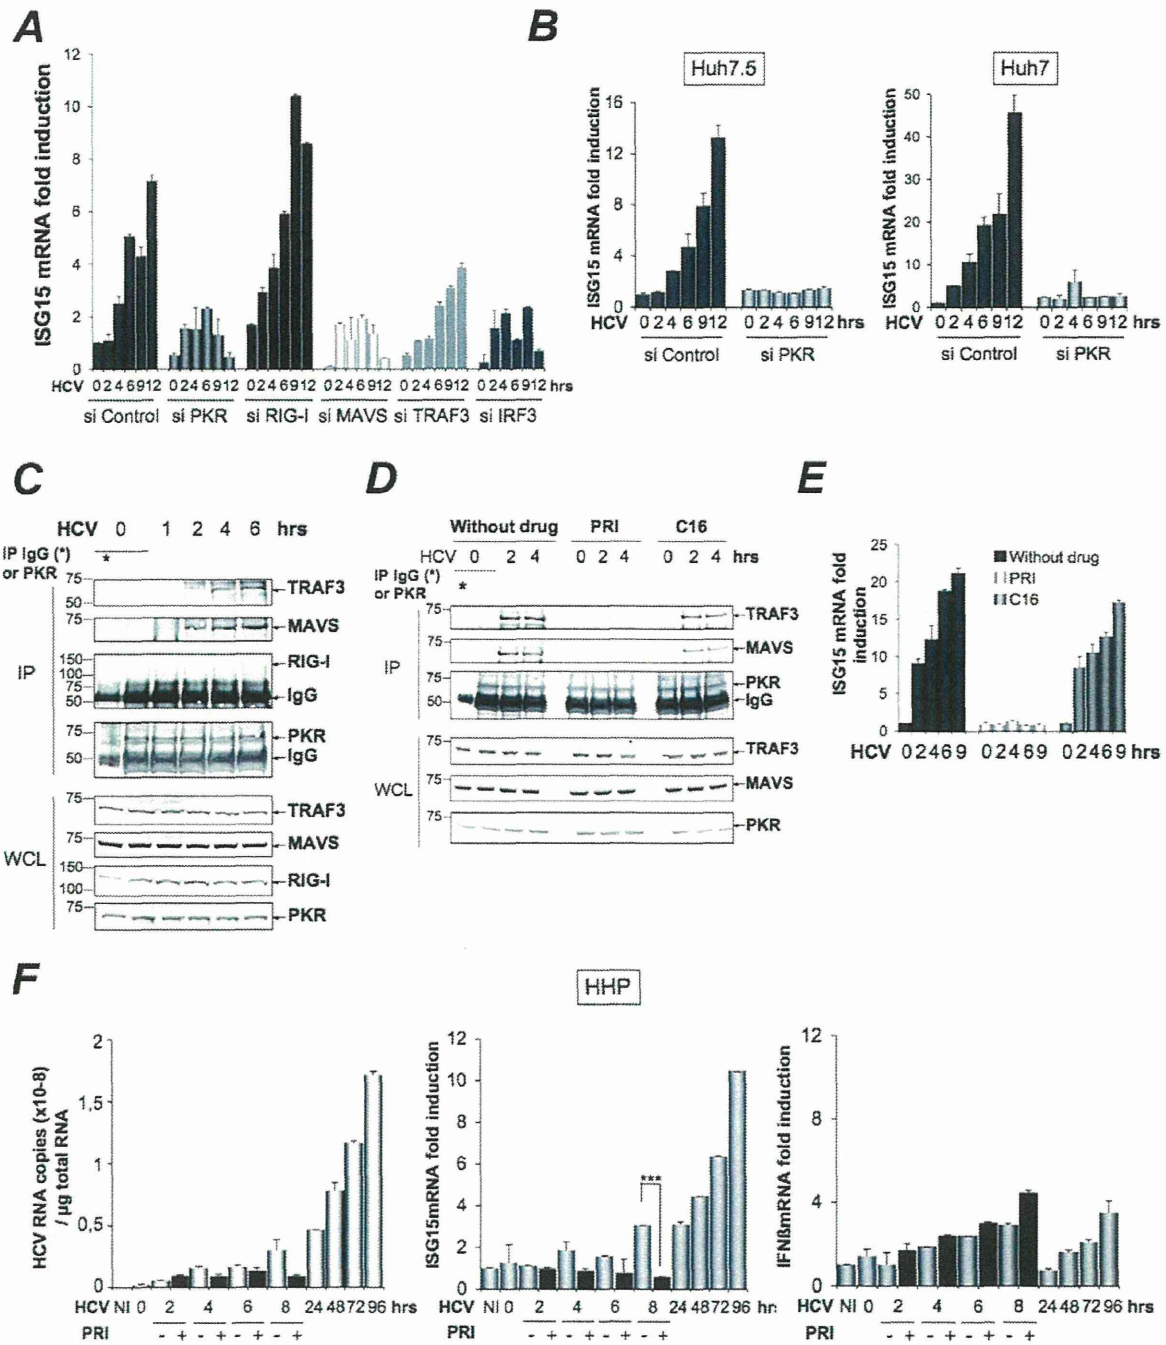 A
ISG15 mRNA fold induction
12
10
8
6
4
2
0
HCV 0 2 4 6 9 12 0 2 4 6 9 12 0 2 4 6 9 12 0 2 4 6 9 12 0 2 4 6 9 12 0 2 4 6 9 12 hrs
si Control si PKR si RIG-I si MAVS si TRAF3 si IRF3
B
Huh7.5
ISG15 mRNA fold induction
16
12
8
4
0
HCV 0 2 4 6 9 12 0 2 4 6 9 12 hrs
si Control si PKR
Huh7
ISG15 mRNA fold induction
50
40
30
20
10
0
HCV 0 2 4 6 9 12 0 2 4 6 9 12 hrs
si Control si PKR
C
HCV 0 1 2 4 6 hrs
IP IgG (*)
or PKR
*
IP
75
50
TRAF3
75
MAVS
150
100
75
50
RIG-I
IgG
75
50
PKR
IgG
WCL
75
TRAF3
75
MAVS
150
100
RIG-I
75
PKR
D
Without drug PRI C16
HCV 0 2 4 0 2 4 0 2 4 hrs
IP IgG (*)
or PKR
*
IP
75
TRAF3
75
MAVS
50
PKR
IgG
WCL
75
TRAF3
75
MAVS
75
PKR
E
ISG15 mRNA fold
induction
25
20
15
10
5
0
Without drug
PRI
C16
HCV 0 2 4 6 9 0 2 4 6 9 0 2 4 6 9 hrs
F
HHP
HCV RNA copies (x10-8)
/ µg total RNA
2
1,5
1
0,5
0
HCV NI 0 2 4 6 8 24 48 72 96 hrs
PRI - + - + - + - +
ISG15mRNA fold induction
12
10
8
6
4
2
0
***
HCV NI 0 2 4 6 8 24 48 72 96 hr
PRI - + - + - + - +
IFNßmRNA fold induction
12
8
4
0
HCV NI 0 2 4 6 8 24 48 72 96 hrs
PRI - + - + - + - +